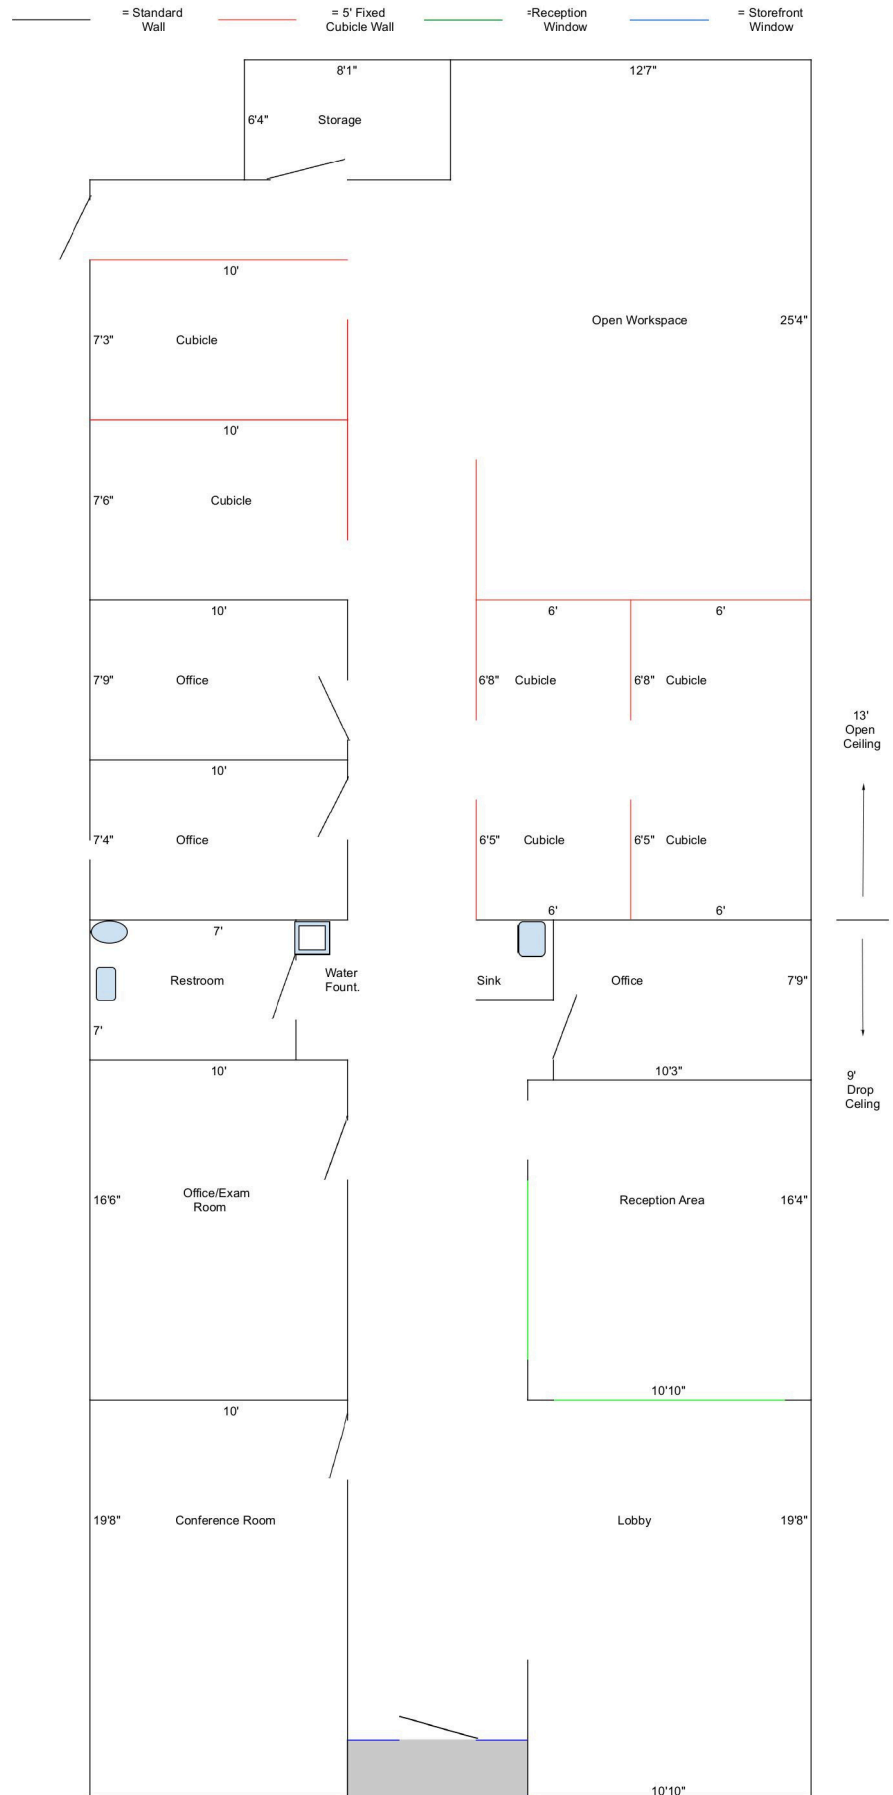 = Standard
Wall
= 5' Fixed
Cubicle Wall
=Reception
Window
= Storefront
Window
8'1"
12'7"
6'4"
Storage
10'
Open Workspace
25'4"
7'3"
Cubicle
10'
7'6"
Cubicle
10'
6'
6'
7'9"
Office
6'8"
Cubicle
6'8"
Cubicle
13'
Open
Ceiling
10'
7'4"
Office
6'5"
Cubicle
6'5"
Cubicle
6'
6'
7'
Restroom
Water
Fount.
Sink
Office
7'9"
7'
10'
10'3"
9'
Drop
Celing
16'6"
Office/Exam
Room
Reception Area
16'4"
10'10"
10'
19'8"
Conference Room
Lobby
19'8"
10'10"